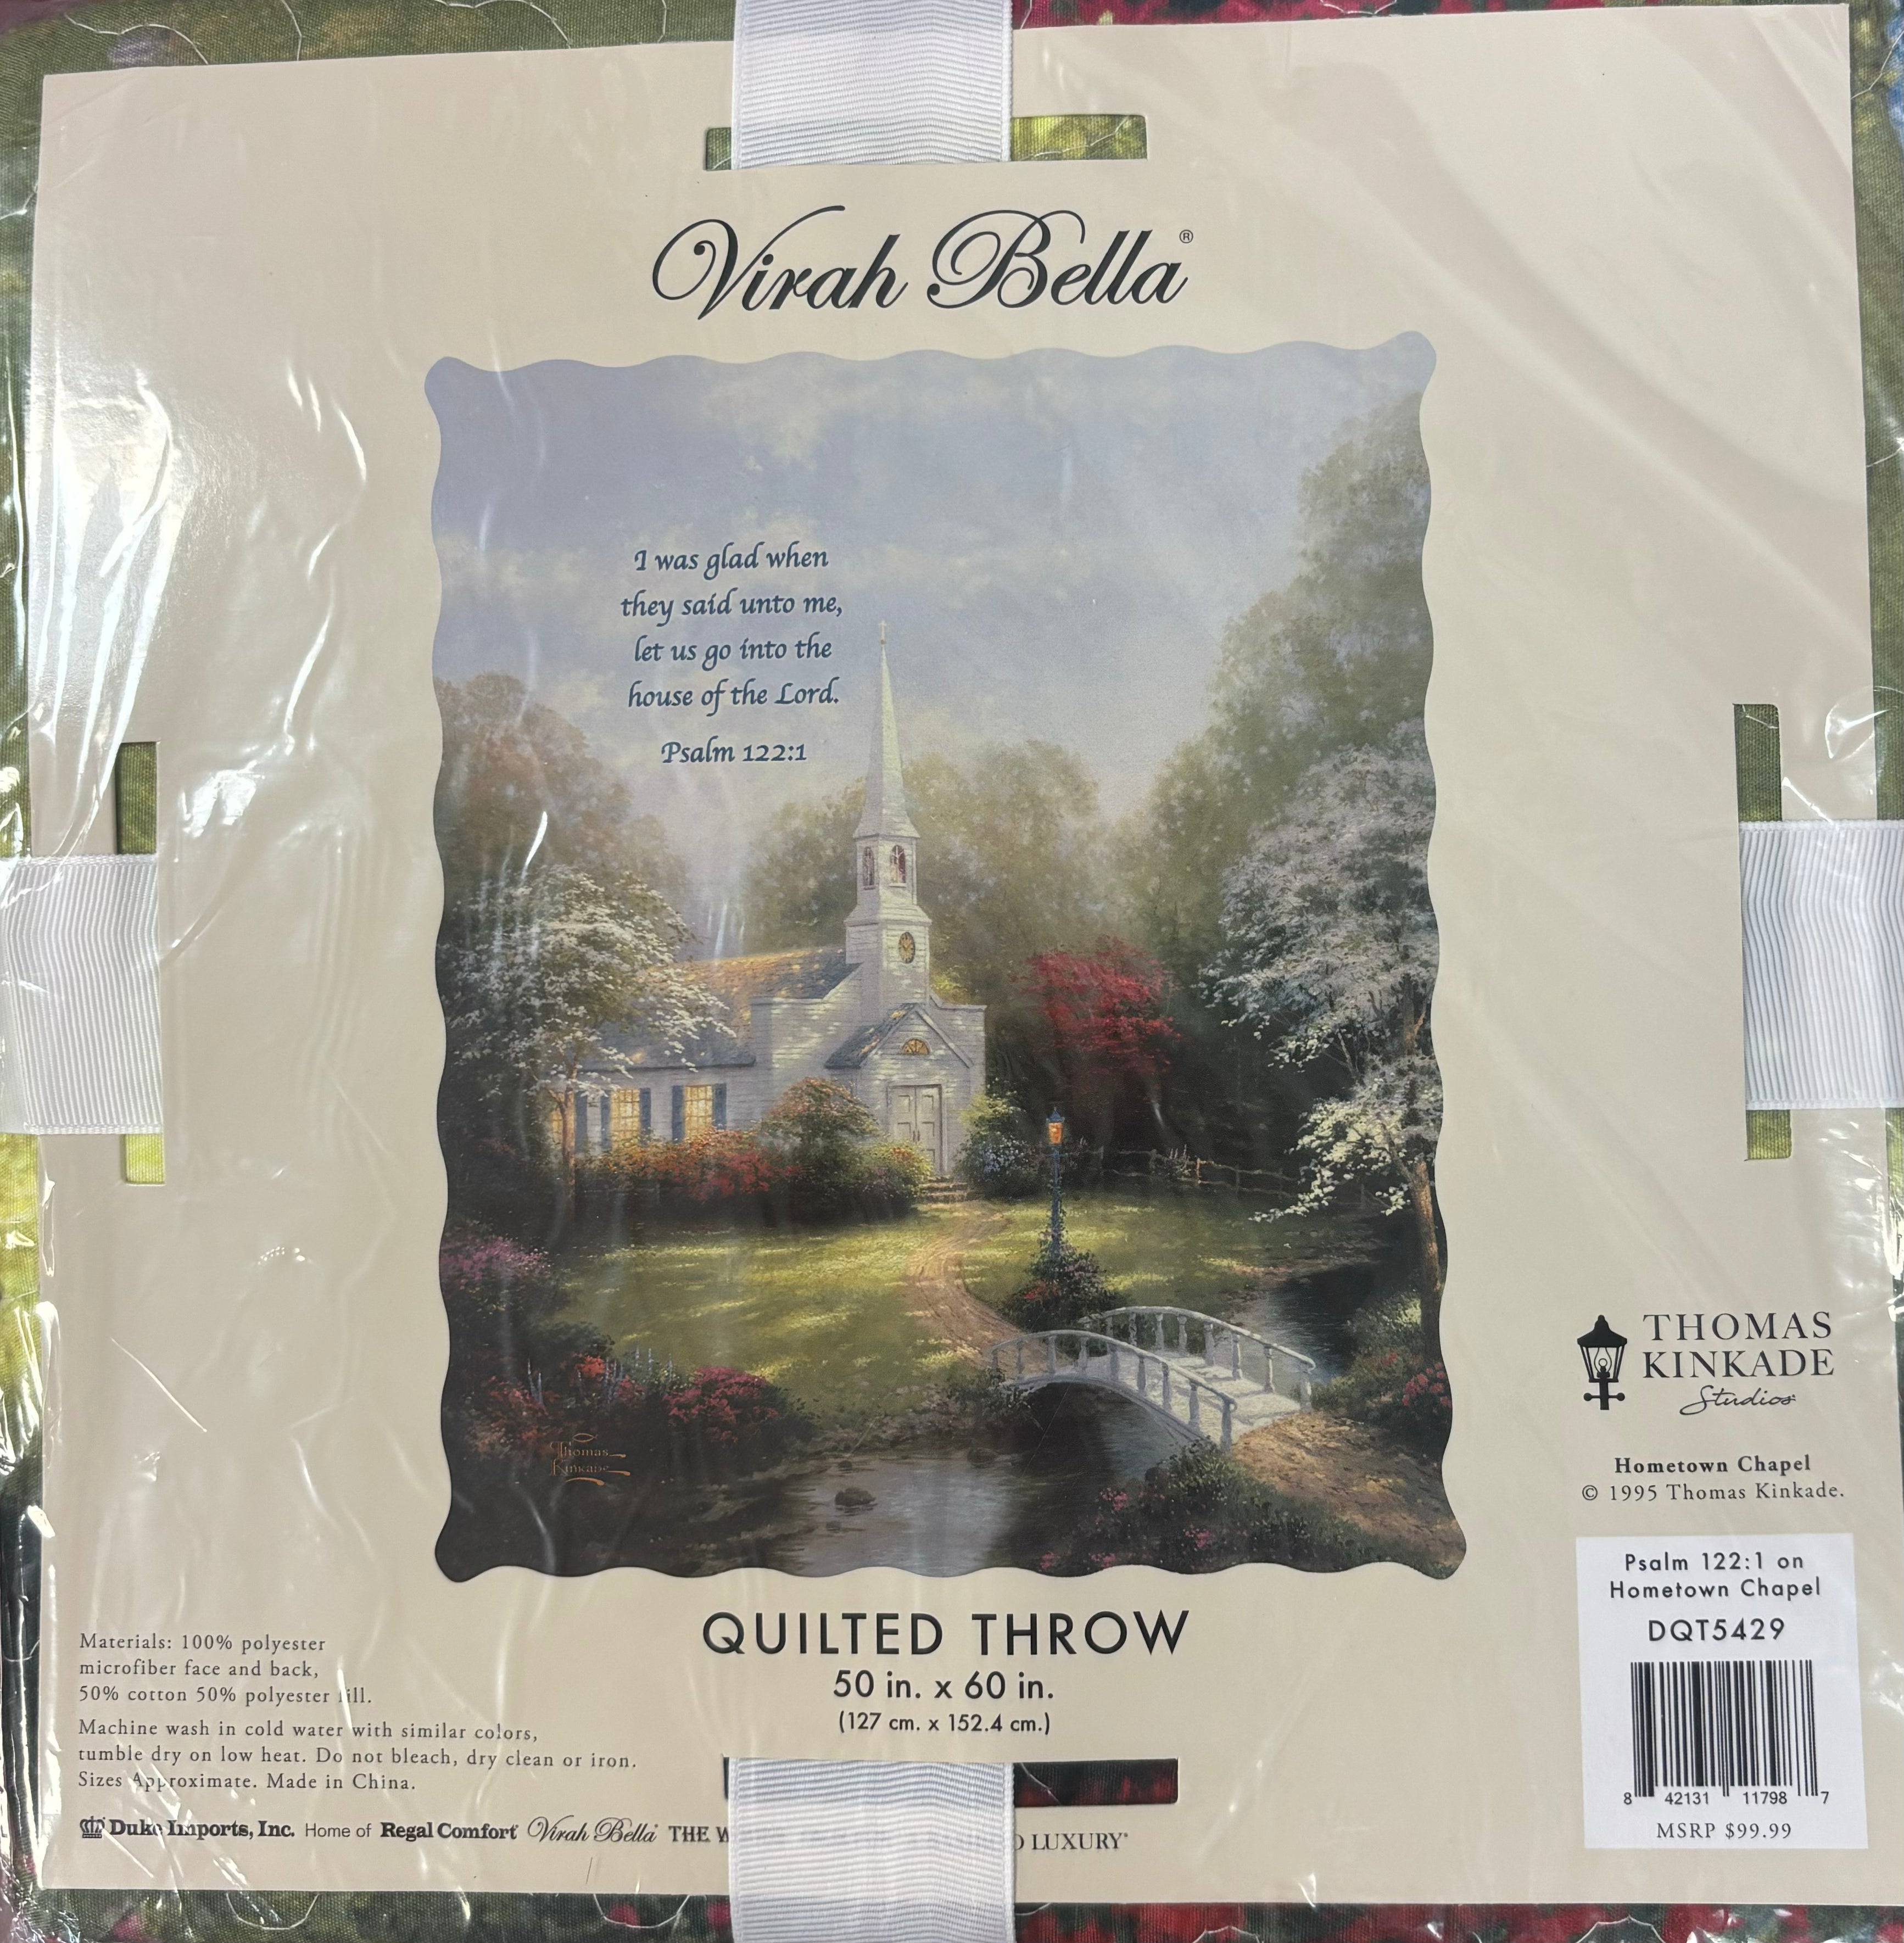 Virah Bella®
I was glad when
they said unto me,
let us go into the
house of the Lord.
Psalm 122:1
Thomas
Kinkade
THOMAS
KINKADE
Studios
Hometown Chapel
© 1995 Thomas Kinkade.
Psalm 122:1 on
Hometown Chapel
DQT5429
8 42131 11798 7
MSRP $99.99
QUILTED THROW
50 in. x 60 in.
(127 cm. x 152.4 cm.)
Materials: 100% polyester
microfiber face and back,
50% cotton 50% polyester fill.
Machine wash in cold water with similar colors,
tumble dry on low heat. Do not bleach, dry clean or iron.
Sizes Approximate. Made in China.
Duke Imports, Inc. Home of Regal Comfort Virah Bella THE LUXURY